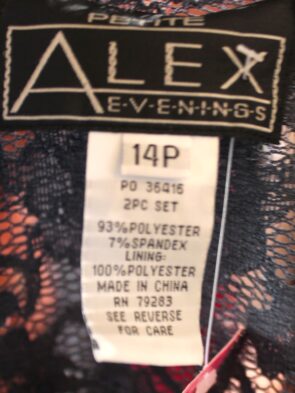 PETITE
ALEX
E·V·E·N·I·N·G·S
14P
PO 36416
2PC SET
93% POLYESTER
7% SPANDEX
LINING:
100% POLYESTER
MADE IN CHINA
RN 79283
SEE REVERSE
FOR CARE